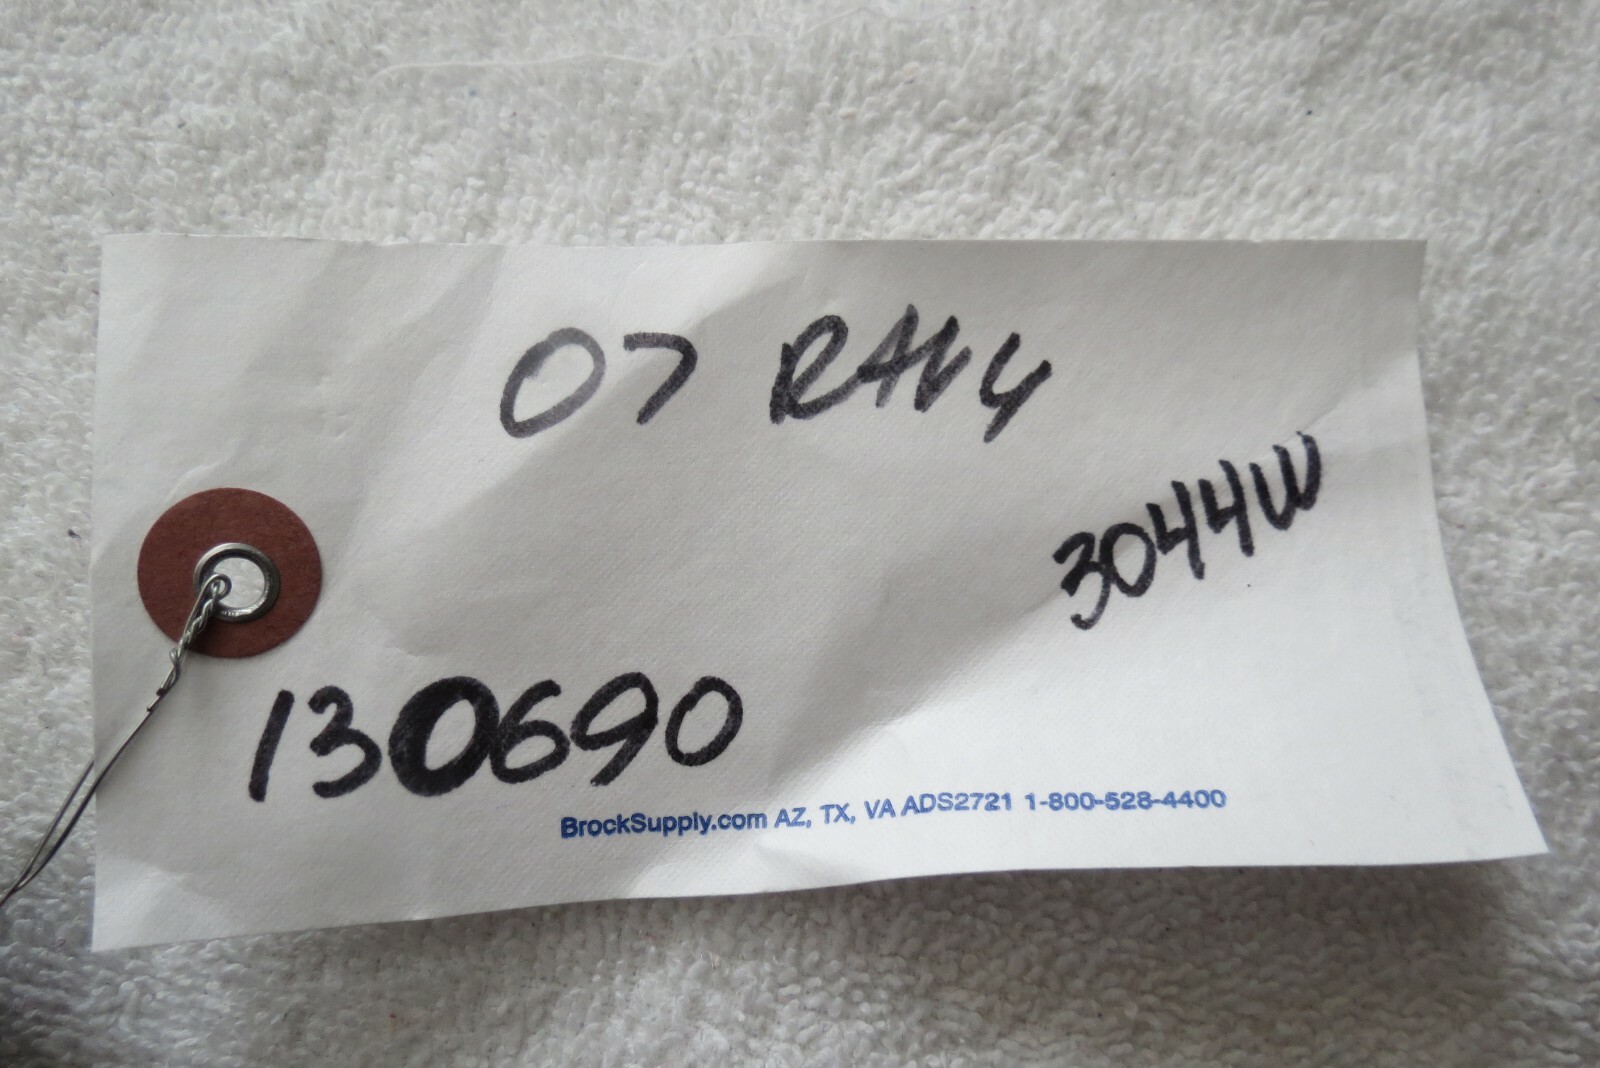 07 RAV4
3044W
130690
BrockSupply.com AZ, TX, VA ADS2721 1-800-528-4400